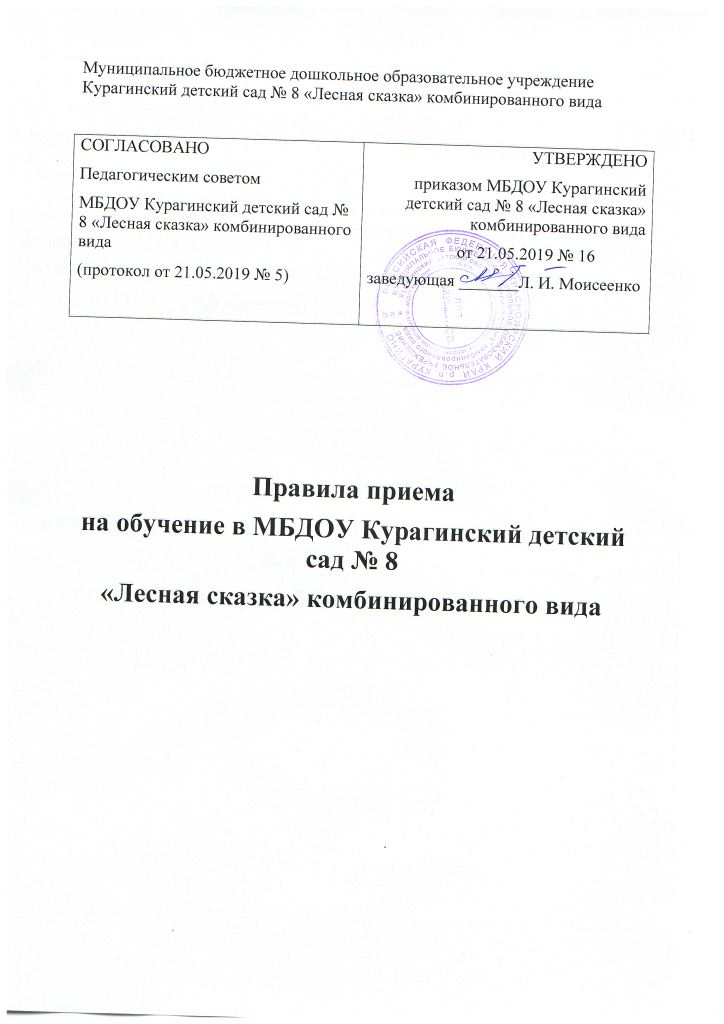 Муниципальное бюджетное дошкольное образовательное учреждение
Курагинский детский сад № 8 «Лесная сказка» комбинированного вида
СОГЛАСОВАНО
Педагогическим советом
МБДОУ Курагинский детский сад №
8 «Лесная сказка» комбинированного
вида
(протокол от 21.05.2019 № 5)
УТВЕРЖДЕНО
приказом МБДОУ Курагинский
детский сад № 8 «Лесная сказка»
комбинированного вида
от 21.05.2019 № 16
заведующая _______ Л. И. Моисеенко
Правила приема
на обучение в МБДОУ Курагинский детский
сад № 8
«Лесная сказка» комбинированного вида